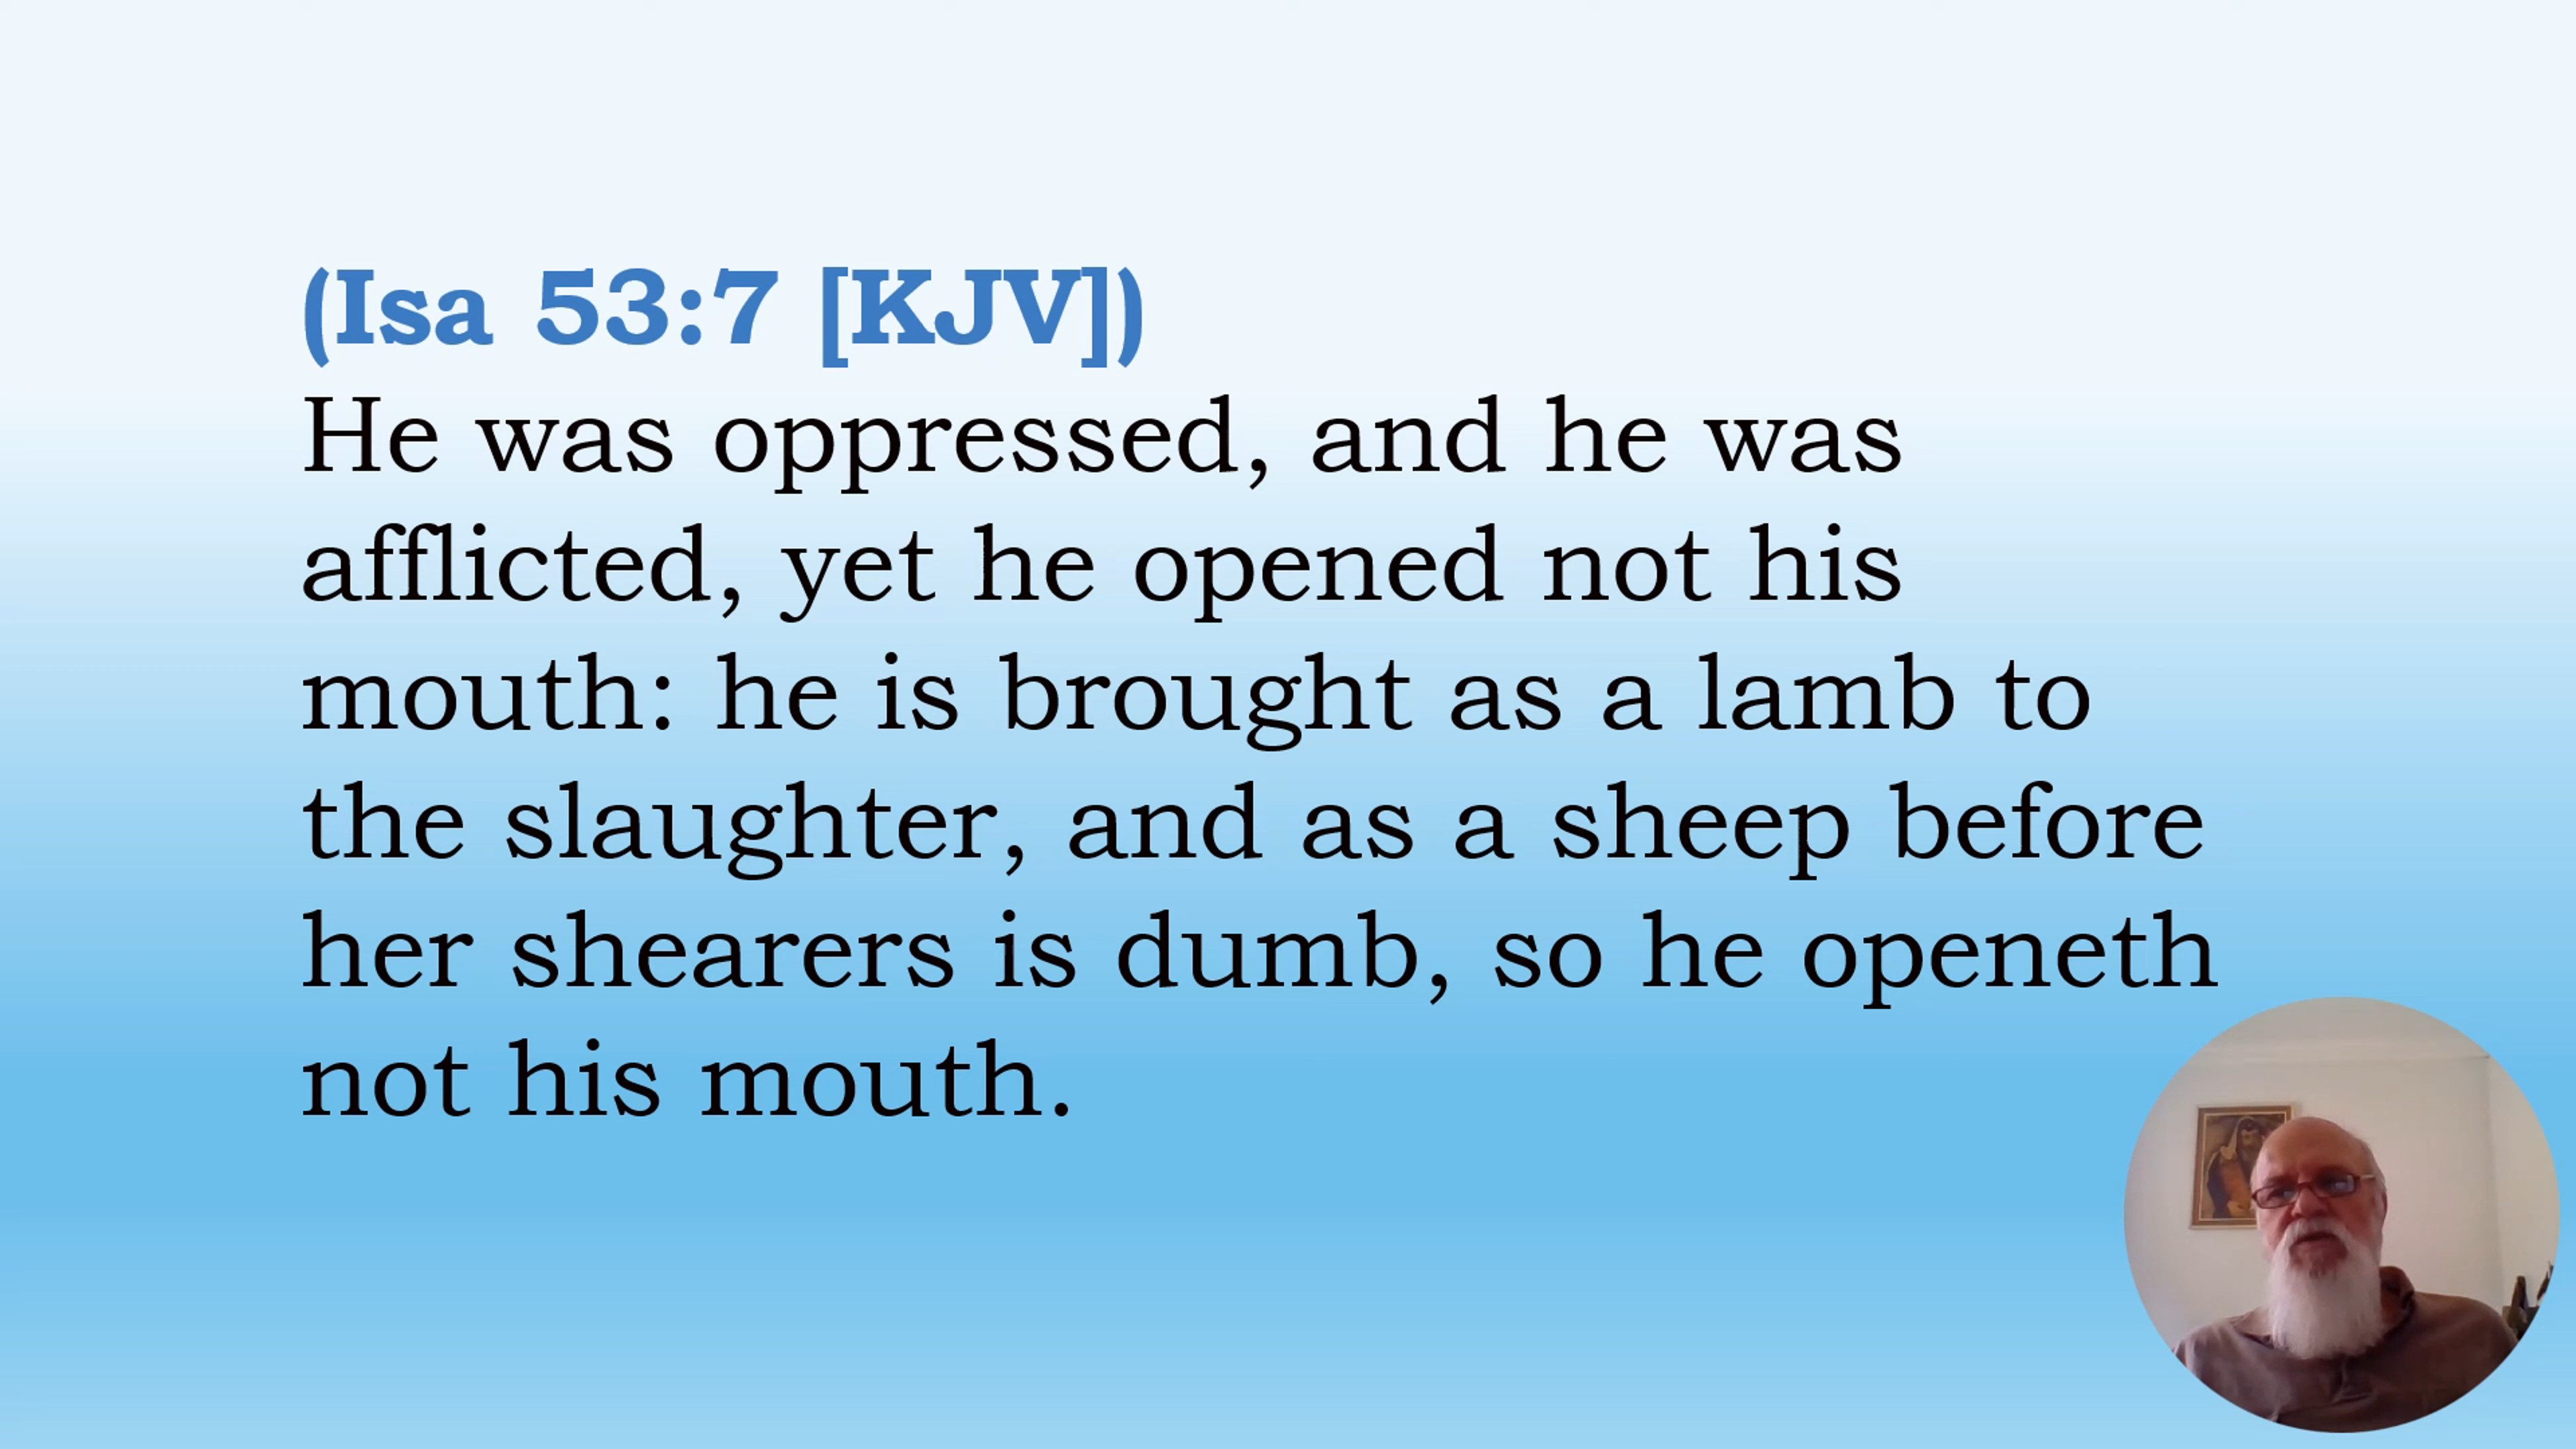 (Isa 53:7 [KJV])
He was oppressed, and he was
afflicted, yet he opened not his
mouth: he is brought as a lamb to
the slaughter, and as a sheep before
her shearers is dumb, so he openeth
not his mouth.